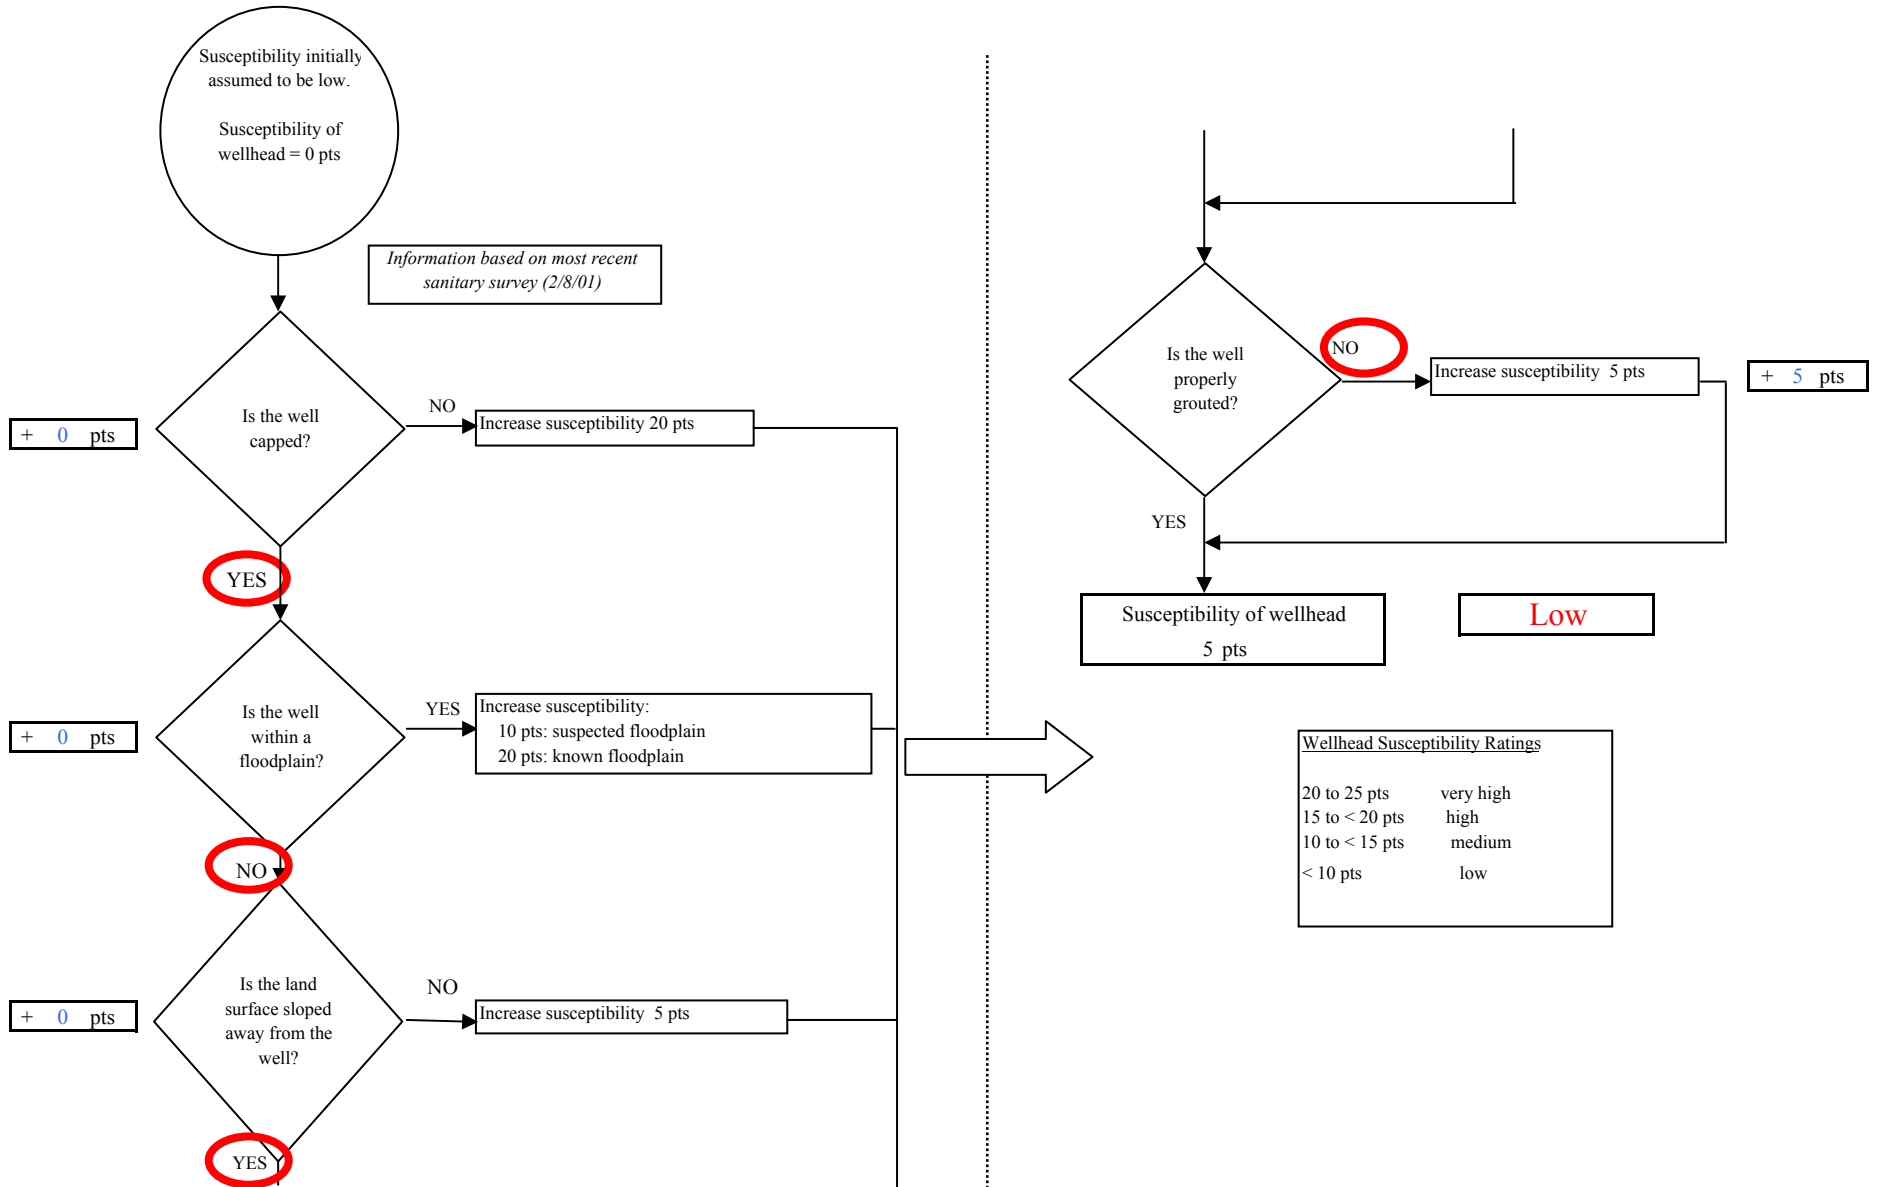 Susceptibility initially
assumed to be low.
Susceptibility of
wellhead = 0 pts
Information based on most recent
sanitary survey (2/8/01)
Is the well
capped?
NO
Increase susceptibility 20 pts
+ 0 pts
YES
Is the well
within a
floodplain?
YES
Increase susceptibility:
10 pts: suspected floodplain
20 pts: known floodplain
+ 0 pts
NO
Is the land
surface sloped
away from the
well?
NO
Increase susceptibility 5 pts
+ 0 pts
YES
Is the well
properly
grouted?
NO
Increase susceptibility 5 pts
+ 5 pts
YES
Susceptibility of wellhead
5 pts
Low
Wellhead Susceptibility Ratings
20 to 25 pts very high
15 to < 20 pts high
10 to < 15 pts medium
< 10 pts low